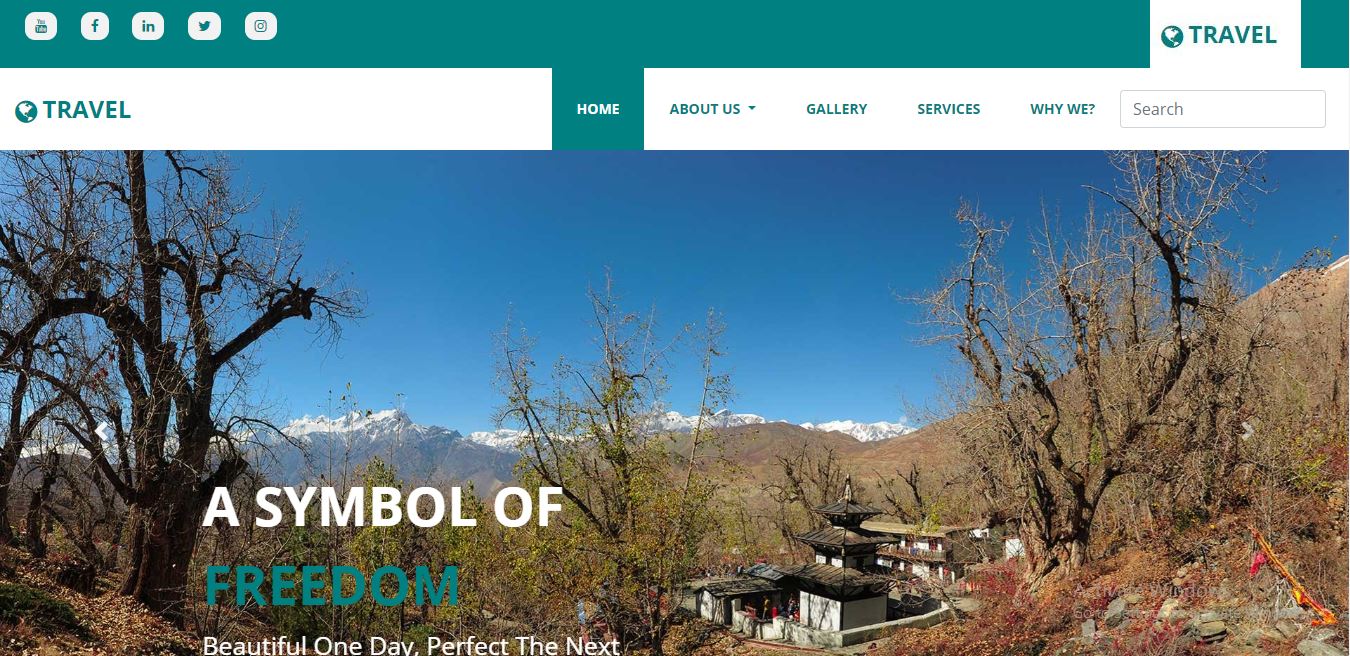 TRAVEL
TRAVEL
HOME
ABOUT US
GALLERY
SERVICES
WHY WE?
Search
A SYMBOL OF
FREEDOM
Beautiful One Day, Perfect The Next
Activate Windows